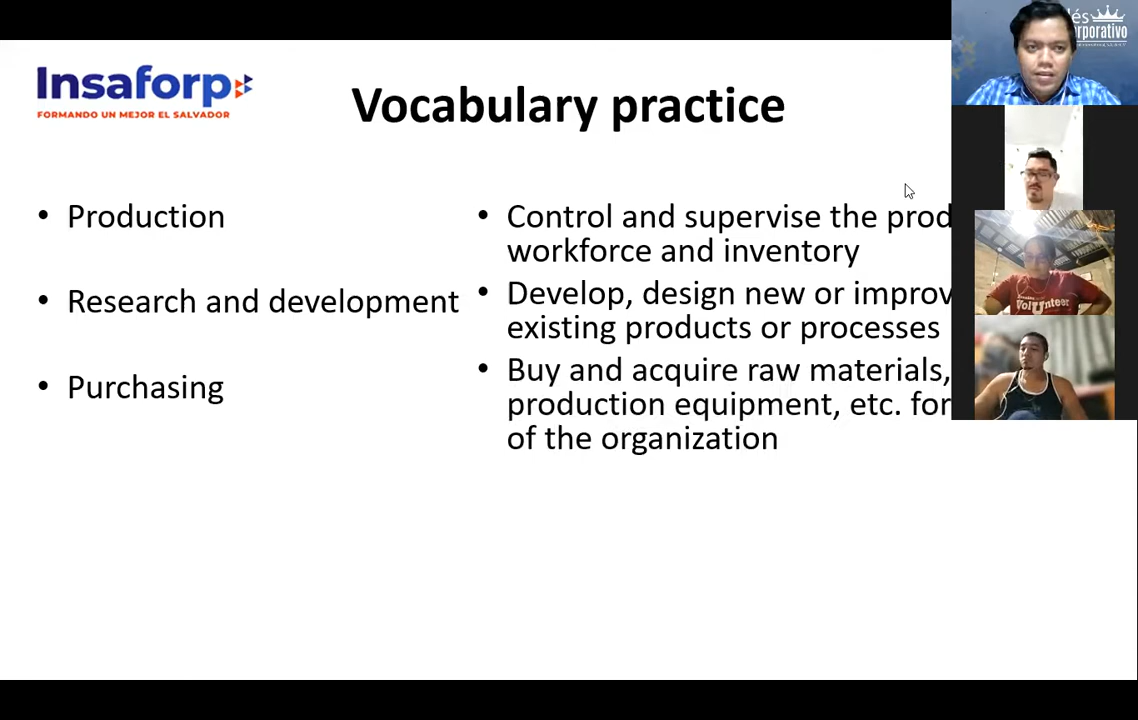 Insaforp
FORMANDO UN MEJOR EL SALVADOR
Vocabulary practice
• Production
• Research and development
• Purchasing
• Control and supervise the prod
workforce and inventory
• Develop, design new or improv
existing products or processes
• Buy and acquire raw materials,
production equipment, etc. for
of the organization
VolUnteer